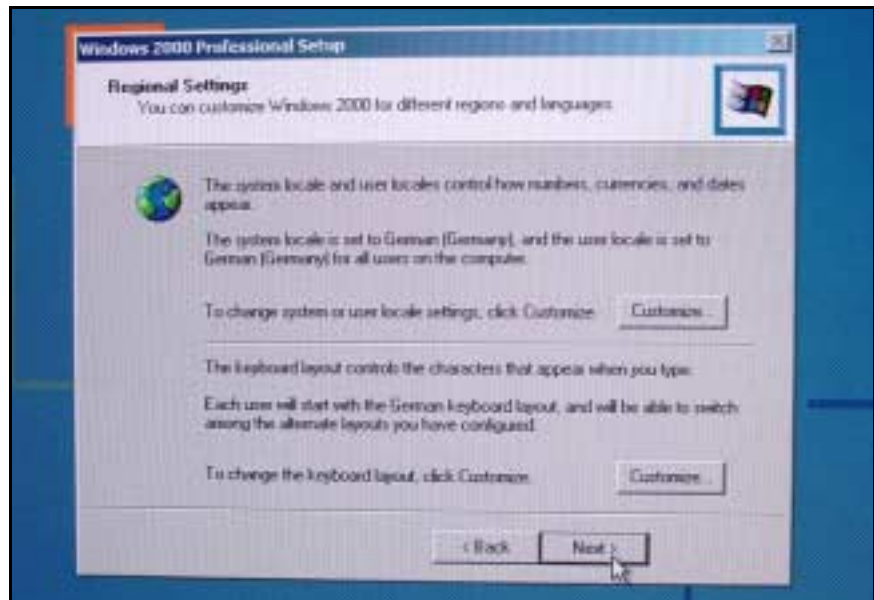 Windows 2000 Professional Setup
Regional Settings
You can customize Windows 2000 for different regions and languages.
The system locale and user locales control how numbers, currencies, and dates
appear.
The system locale is set to German (Germany), and the user locale is set to
German (Germany) for all users on the computer.
To change system or user locale settings, click Customize.
Customize...
The keyboard layout controls the characters that appear when you type.
Each user will start with the German keyboard layout, and will be able to switch
among the alternate layouts you have configured.
To change the keyboard layout, click Customize.
Customize...
< Back
Next >